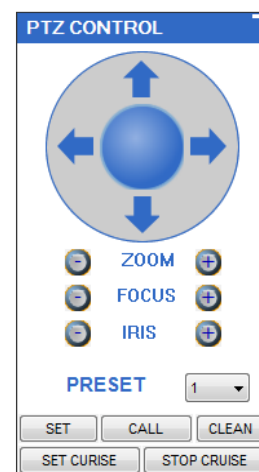 PTZ CONTROL
- ZOOM +
- FOCUS +
- IRIS +
PRESET 1
SET CALL CLEAN
SET CURISE STOP CRUISE